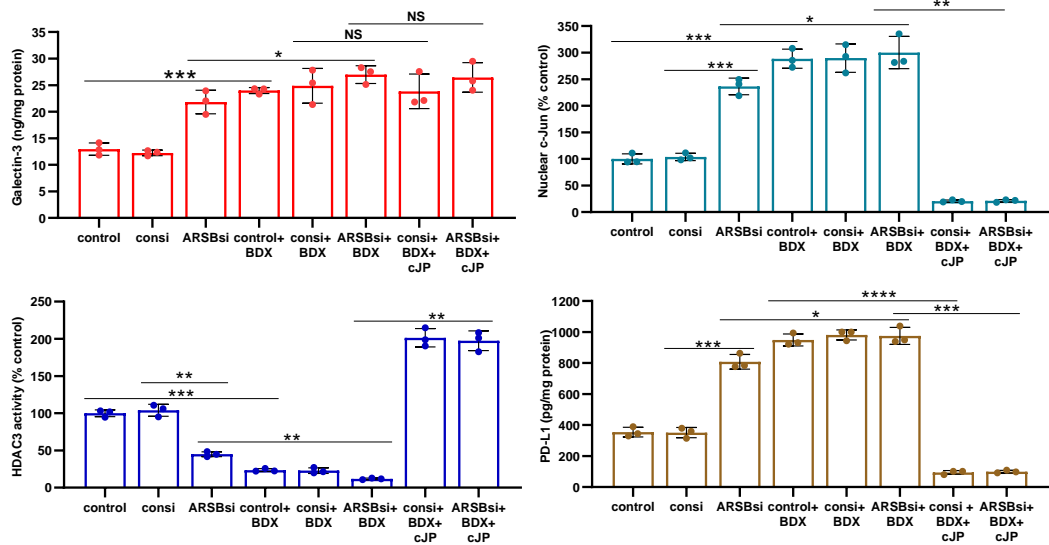 NS
NS
*
***
Galectin-3 (ng/mg protein)
35
30
25
20
15
10
5
0
control
consi
ARSBsi
control+
BDX
consi+
BDX
ARSBsi+
BDX
consi+
BDX+
cJP
ARSBsi+
BDX+
cJP
**
*
***
***
Nuclear c-Jun (% control)
350
300
250
200
150
100
50
0
control
consi
ARSBsi
control+
BDX
consi+
BDX
ARSBsi+
BDX
consi+
BDX+
cJP
ARSBsi+
BDX+
cJP
**
**
***
**
HDAC3 activity (% control)
250
200
150
100
50
0
control
consi
ARSBsi
control+
BDX
consi+
BDX
ARSBsi+
BDX
consi+
BDX+
cJP
ARSBsi+
BDX+
cJP
****
***
*
***
PD-L1 (pg/mg protein)
1200
1000
800
600
400
200
0
control
consi
ARSBsi
control+
BDX
consi+
BDX
ARSBsi+
BDX
consi +
BDX+
cJP
ARSBsi+
BDX+
cJP